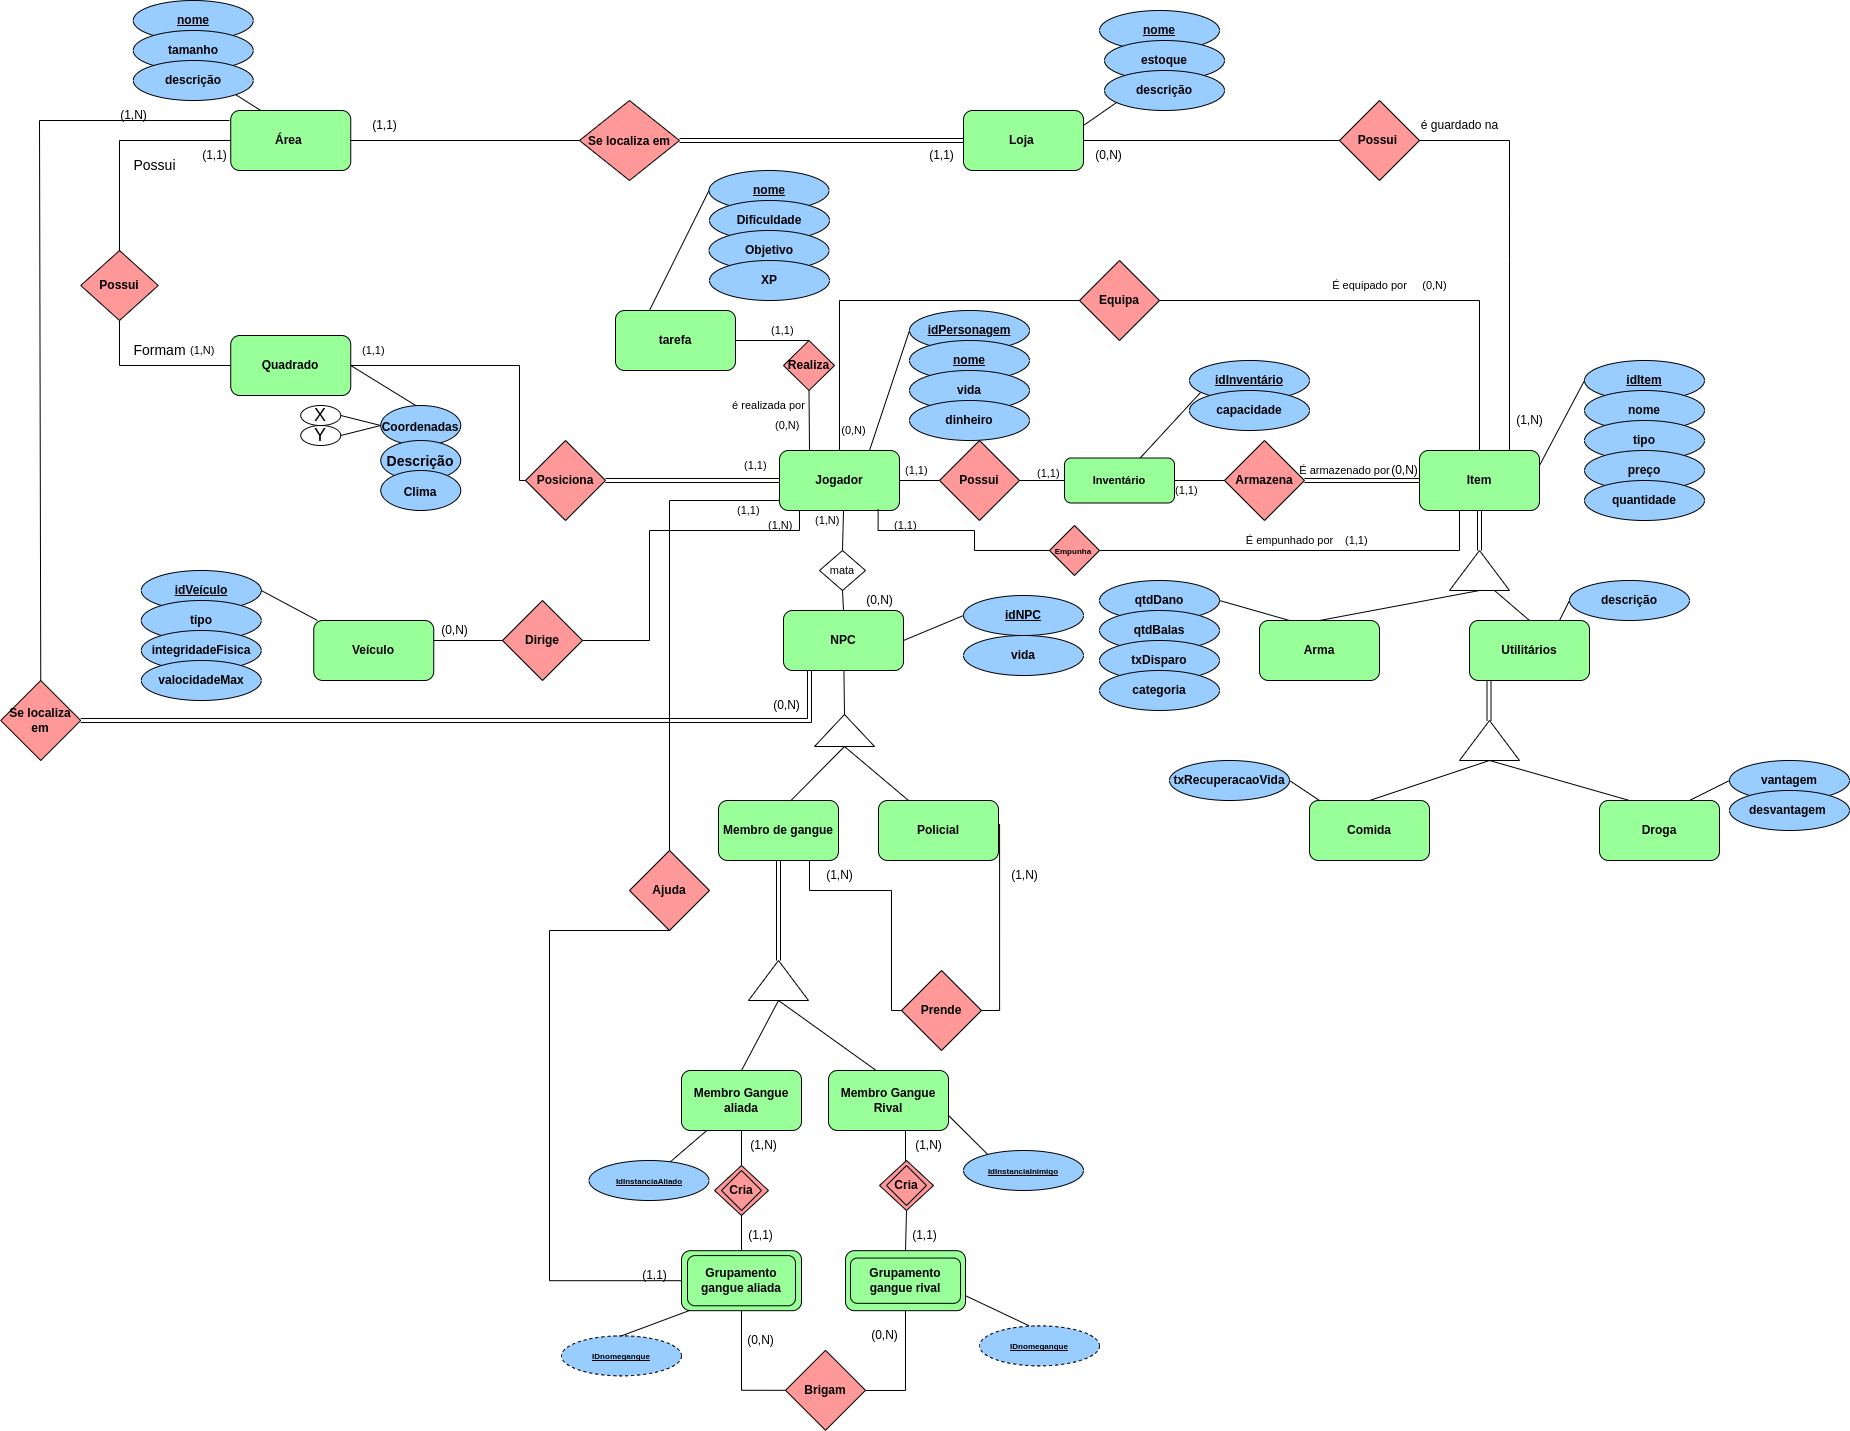 nome
tamanho
descrição
nome
estoque
descrição
(1,N)
(1,1)
é guardado na
Área
Se localiza em
Loja
Possui
(1,1)
Possui
(1,1)
(0,N)
nome
Dificuldade
Objetivo
XP
Possui
Equipa
É equipado por
(0,N)
tarefa
(1,1)
Realiza
idPersonagem
nome
vida
dinheiro
Formam
(1,N)
Quadrado
(1,1)
idInventário
capacidade
idItem
nome
tipo
preço
quantidade
X
Y
Coordenadas
Descrição
Clima
é realizada por
(0,N)
(0,N)
(1,N)
Posiciona
(1,1)
Jogador
(1,1)
Possui
(1,1)
Inventário
(1,1)
Armazena
É armazenado por
(0,N)
Item
(1,1)
(1,N)
(1,N)
(1,1)
Empunha
É empunhado por
(1,1)
mata
idVeículo
tipo
integridadeFisica
valocidadeMax
Veículo
(0,N)
Dirige
(0,N)
NPC
idNPC
vida
qtdDano
qtdBalas
txDisparo
categoria
Arma
Utilitários
descrição
Se localiza
em
(0,N)
txRecuperacaoVida
vantagem
desvantagem
Membro de gangue
Policial
Comida
Droga
(1,N)
(1,N)
Ajuda
Prende
Membro Gangue
aliada
Membro Gangue
Rival
(1,N)
(1,N)
IdInstanciaAliado
Cria
Cria
IdInstanciaInimigo
(1,1)
(1,1)
(1,1)
Grupamento
gangue aliada
Grupamento
gangue rival
(0,N)
(0,N)
IDnomegangue
IDnomegangue
Brigam